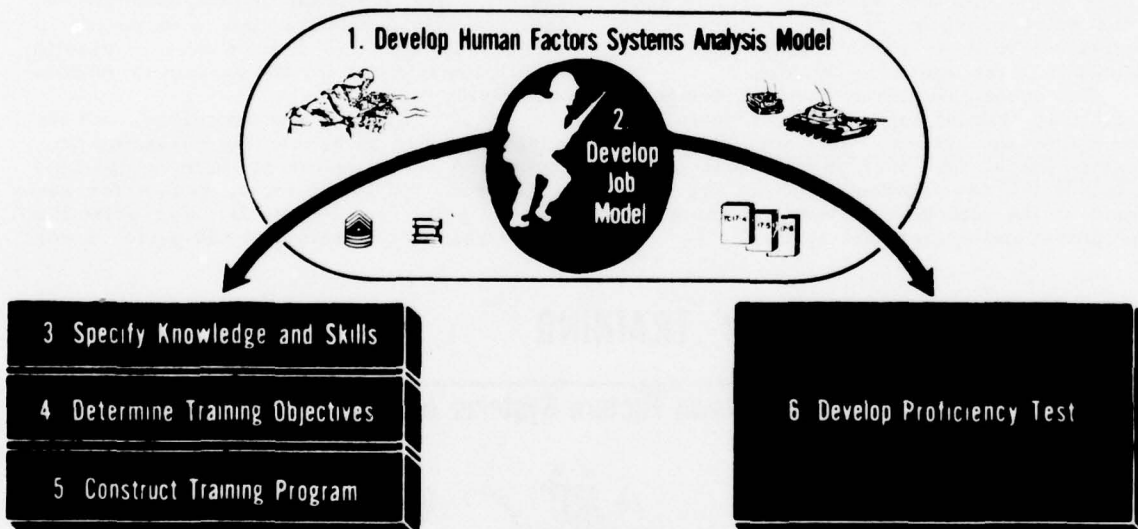 1. Develop Human Factors Systems Analysis Model
2.
Develop
Job
Model
3 Specify Knowledge and Skills
4 Determine Training Objectives
5 Construct Training Program
6 Develop Proficiency Test